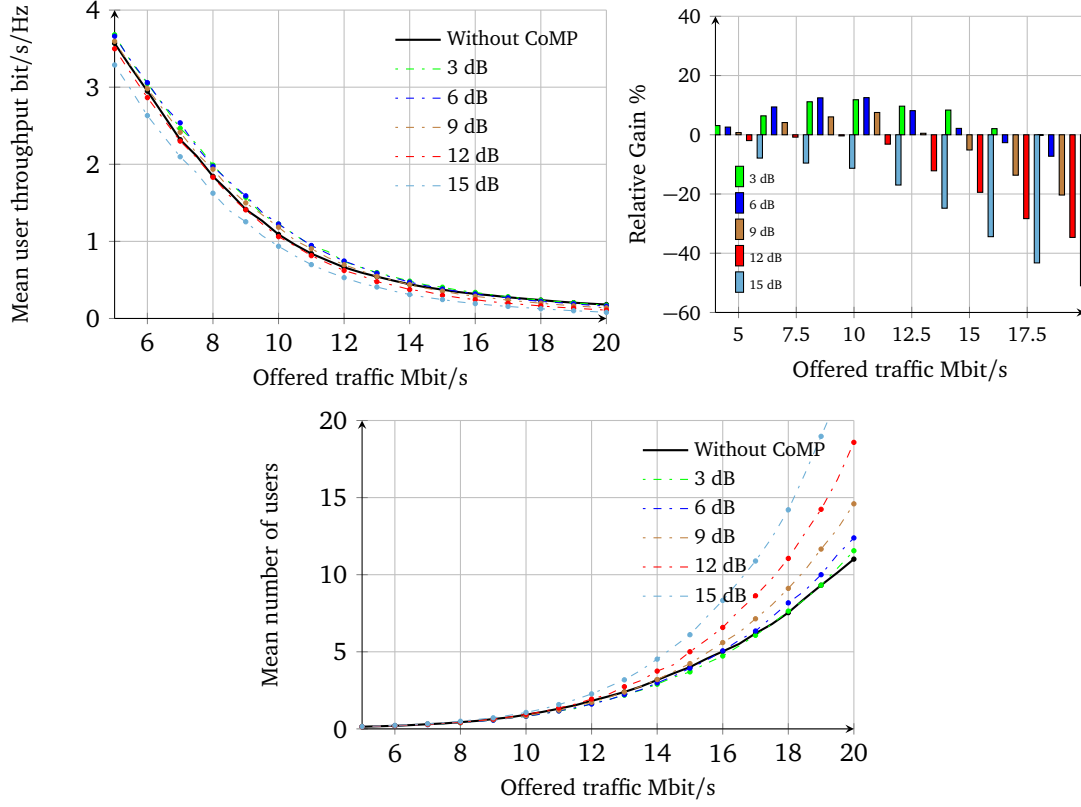 Mean user throughput bit/s/Hz
4
3
2
1
0
6 8 10 12 14 16 18 20
Offered traffic Mbit/s
Without CoMP
3 dB
6 dB
9 dB
12 dB
15 dB
Relative Gain %
40
20
0
−20
−40
−60
5 7.5 10 12.5 15 17.5
Offered traffic Mbit/s
3 dB
6 dB
9 dB
12 dB
15 dB
Mean number of users
20
15
10
5
0
6 8 10 12 14 16 18 20
Offered traffic Mbit/s
Without CoMP
3 dB
6 dB
9 dB
12 dB
15 dB